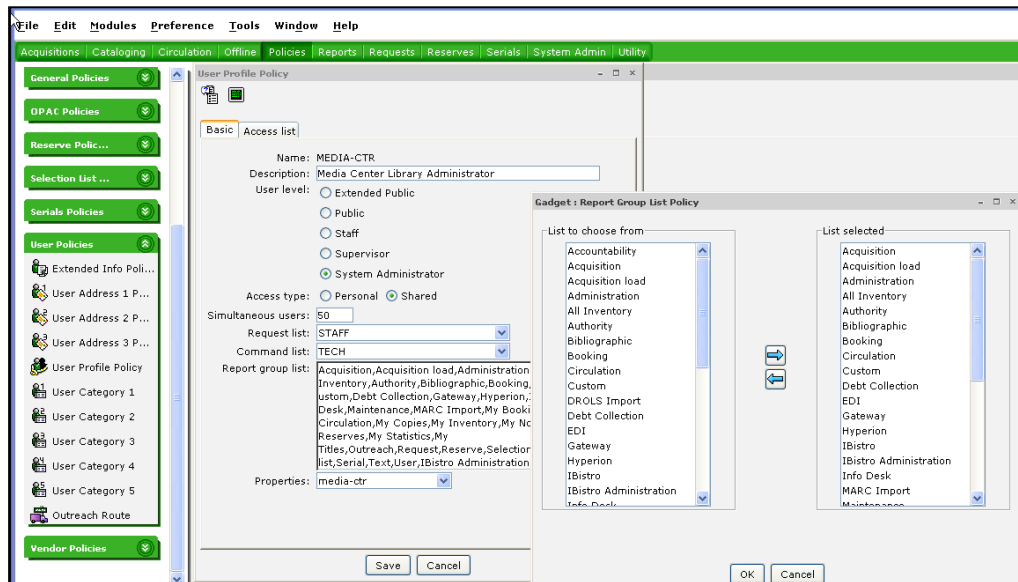 File Edit Modules Preference Tools Window Help
Acquisitions Cataloging Circulation Offline Policies Reports Requests Reserves Serials System Admin Utility
General Policies
OPAC Policies
Reserve Polic...
Selection List ...
Serials Policies
User Policies
Extended Info Poli...
User Address 1 P...
User Address 2 P...
User Address 3 P...
User Profile Policy
User Category 1
User Category 2
User Category 3
User Category 4
User Category 5
Outreach Route
Vendor Policies
User Profile Policy
Basic Access list
Name: MEDIA-CTR
Description: Media Center Library Administrator
User level: Extended Public
Public
Staff
Supervisor
System Administrator
Access type: Personal Shared
Simultaneous users: 50
Request list: STAFF
Command list: TECH
Report group list: Acquisition,Acquisition load,Administration
Inventory,Authority,Bibliographic,Booking,
ustom,Debt Collection,Gateway,Hyperion,
Desk,Maintenance,MARC Import,My Booki
Circulation,My Copies,My Inventory,My No
Reserves,My Statistics,My
Titles,Outreach,Request,Reserve,Selection
list,Serial,Text,User,IBistro Administration
Properties: media-ctr
Save Cancel
Gadget : Report Group List Policy
List to choose from
Accountability
Acquisition
Acquisition load
Administration
All Inventory
Authority
Bibliographic
Booking
Circulation
Custom
DROLS Import
Debt Collection
EDI
Gateway
Hyperion
IBistro
IBistro Administration
Info Desk
List selected
Acquisition
Acquisition load
Administration
All Inventory
Authority
Bibliographic
Booking
Circulation
Custom
Debt Collection
EDI
Gateway
Hyperion
IBistro
IBistro Administration
Info Desk
MARC Import
Maintenance
OK Cancel